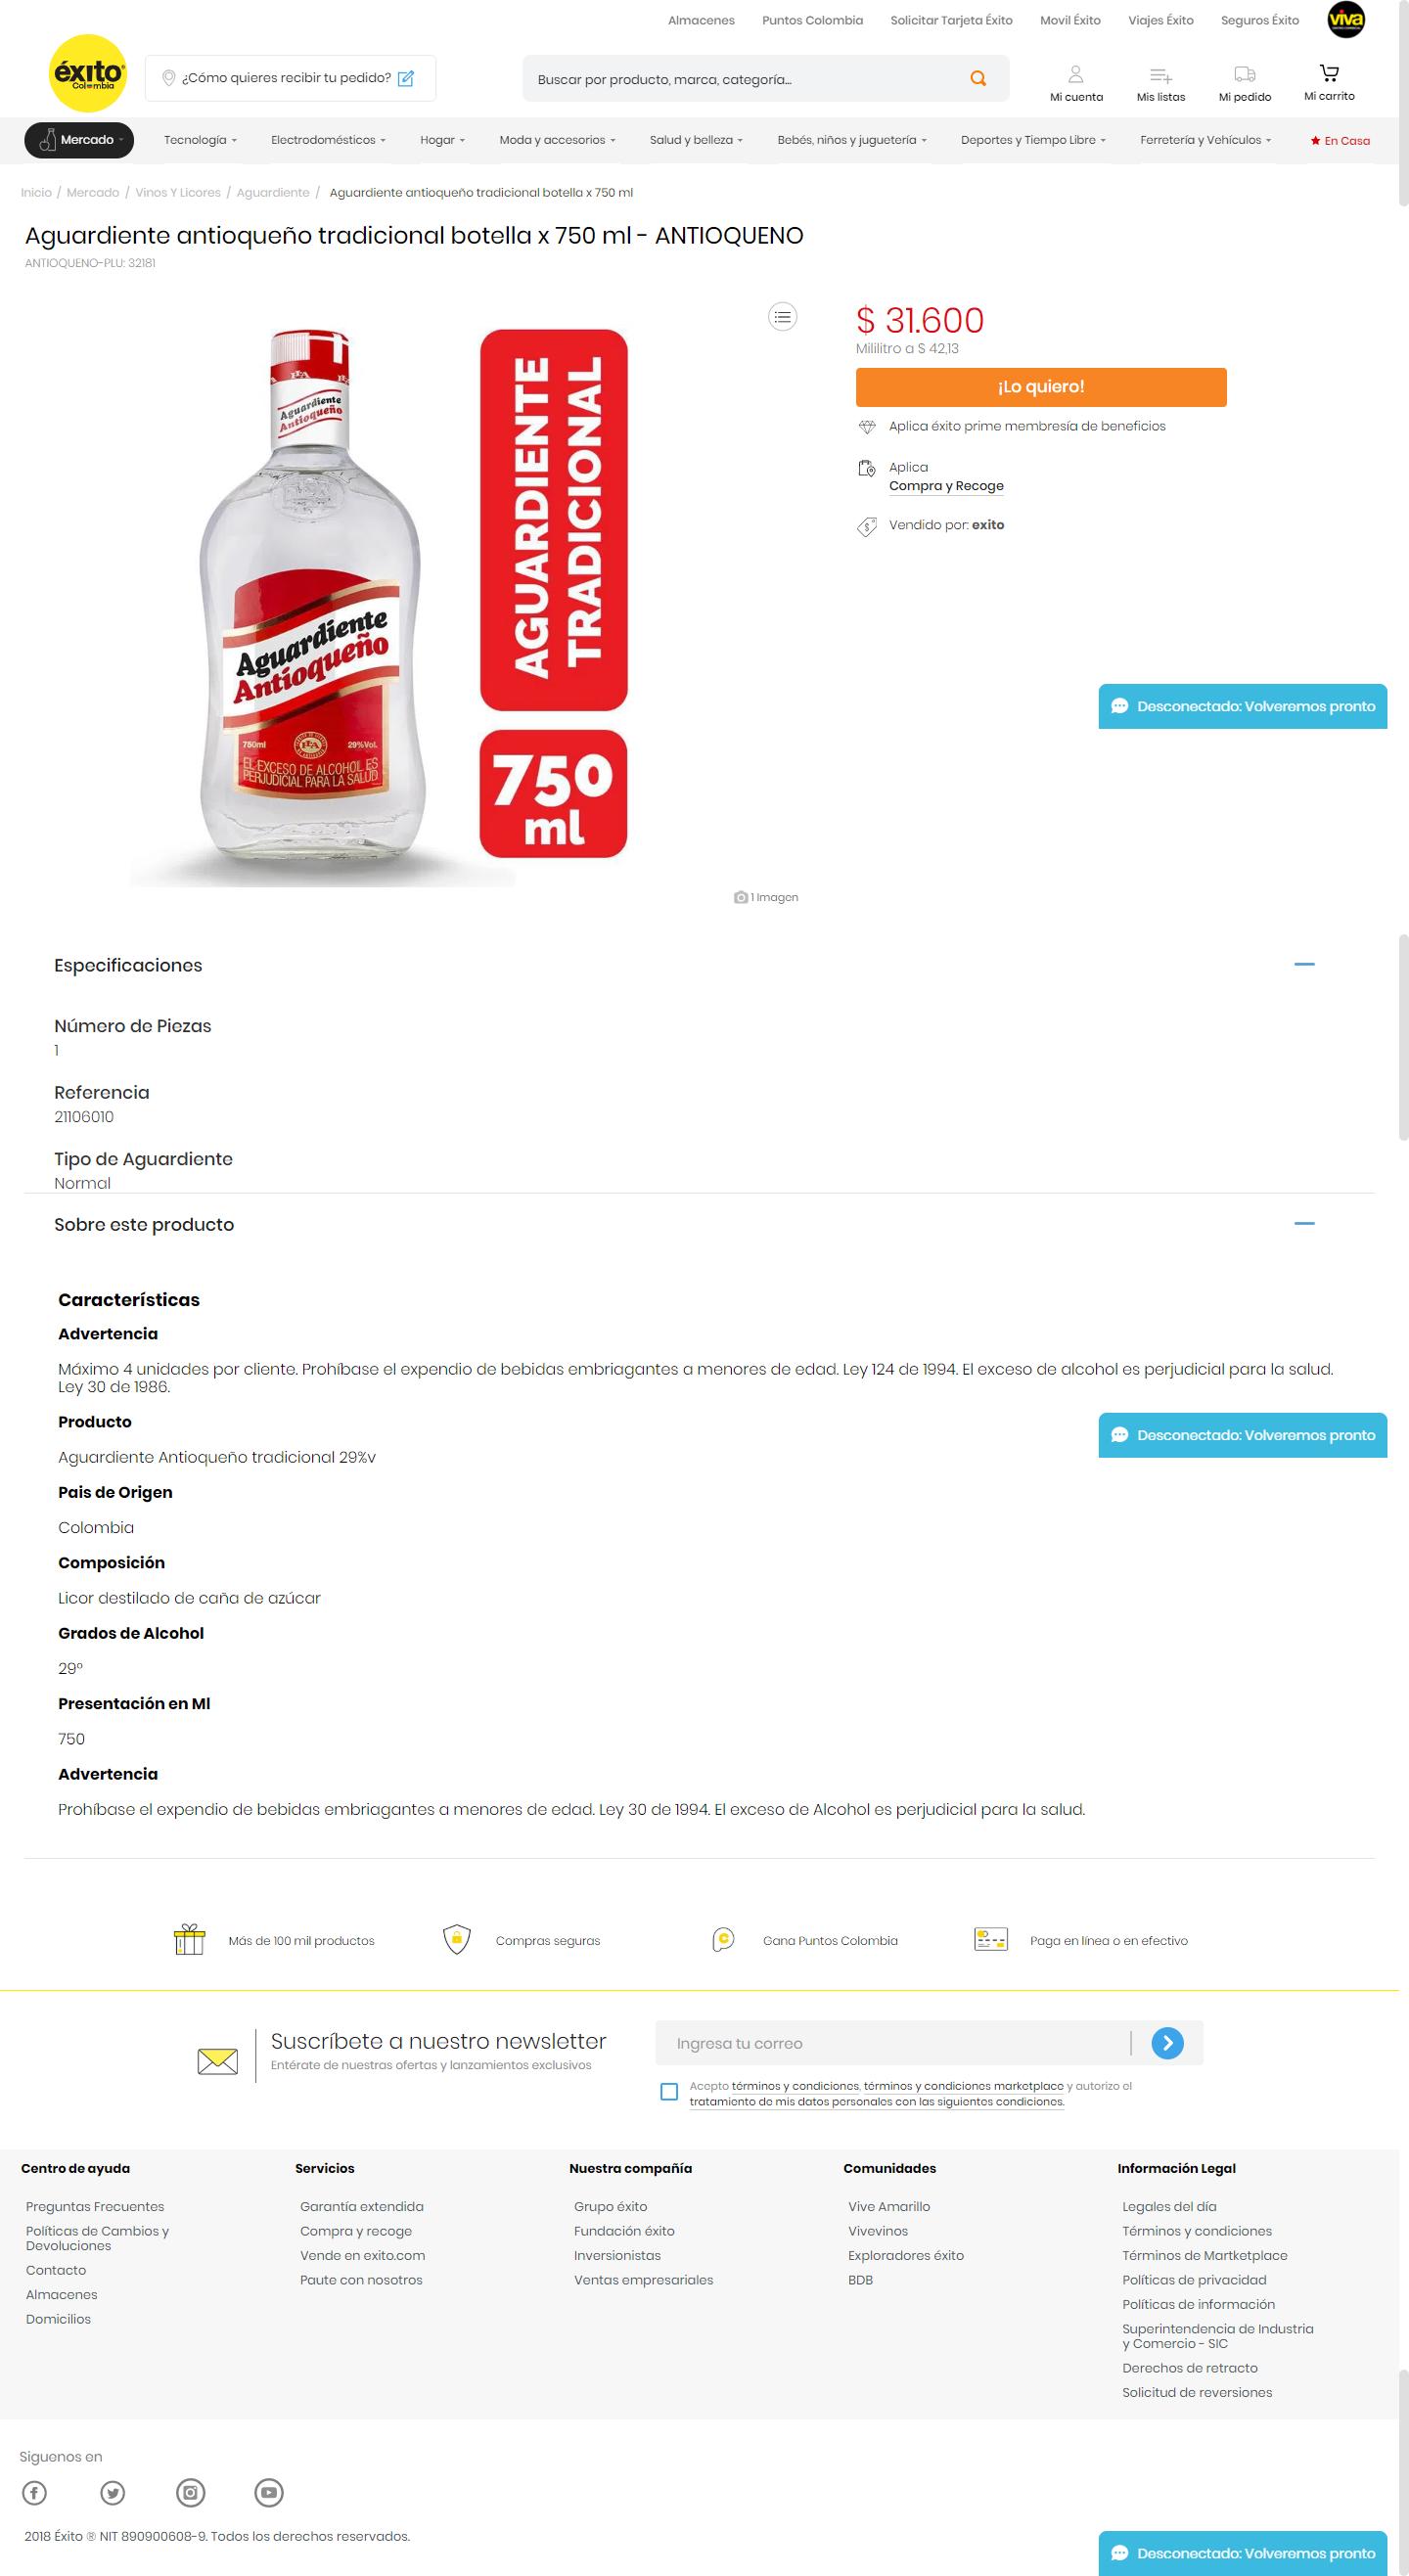 Almacenes Puntos Colombia Solicitar Tarjeta Éxito Movil Éxito Viajes Éxito Seguros Éxito viva
éxito
Colombia
¿Cómo quieres recibir tu pedido?
Buscar por producto, marca, categoría...
Mi cuenta Mis listas Mi pedido Mi carrito
Mercado Tecnología Electrodomésticos Hogar Moda y accesorios Salud y belleza Bebés, niños y juguetería Deportes y Tiempo Libre Ferretería y Vehículos En Casa
Inicio / Mercado / Vinos Y Licores / Aguardiente / Aguardiente antioqueño tradicional botella x 750 ml
Aguardiente antioqueño tradicional botella x 750 ml - ANTIOQUENO
ANTIOQUENO-PLU: 32181
Aguardiente
Antioqueño
Aguardiente
Antioqueño
750ml 29%Vol.
EL EXCESO DE ALCOHOL ES
PERJUDICIAL PARA LA SALUD
AGUARDIENTE
TRADICIONAL
750
ml
1 Imagen
$ 31.600
Mililitro a $ 42,13
¡Lo quiero!
Aplica éxito prime membresía de beneficios
Aplica
Compra y Recoge
Vendido por: exito
Desconectado: Volveremos pronto
Especificaciones
Número de Piezas
1
Referencia
21106010
Tipo de Aguardiente
Normal
Sobre este producto
Características
Advertencia
Máximo 4 unidades por cliente. Prohíbase el expendio de bebidas embriagantes a menores de edad. Ley 124 de 1994. El exceso de alcohol es perjudicial para la salud.
Ley 30 de 1986.
Producto
Desconectado: Volveremos pronto
Aguardiente Antioqueño tradicional 29%v
Pais de Origen
Colombia
Composición
Licor destilado de caña de azúcar
Grados de Alcohol
29º
Presentación en Ml
750
Advertencia
Prohíbase el expendio de bebidas embriagantes a menores de edad. Ley 30 de 1994. El exceso de Alcohol es perjudicial para la salud.
Más de 100 mil productos Compras seguras Gana Puntos Colombia Paga en línea o en efectivo
Suscríbete a nuestro newsletter
Entérate de nuestras ofertas y lanzamientos exclusivos
Ingresa tu correo
Acepto términos y condiciones, términos y condiciones marketplace y autorizo el
tratamiento de mis datos personales con las siguientes condiciones.
Centro de ayuda
Preguntas Frecuentes
Políticas de Cambios y
Devoluciones
Contacto
Almacenes
Domicilios
Servicios
Garantía extendida
Compra y recoge
Vende en exito.com
Paute con nosotros
Nuestra compañía
Grupo éxito
Fundación éxito
Inversionistas
Ventas empresariales
Comunidades
Vive Amarillo
Vivevinos
Exploradores éxito
BDB
Información Legal
Legales del día
Términos y condiciones
Términos de Martketplace
Políticas de privacidad
Políticas de información
Superintendencia de Industria
y Comercio - SIC
Derechos de retracto
Solicitud de reversiones
Siguenos en
2018 Éxito ® NIT 890900608-9. Todos los derechos reservados.
Desconectado: Volveremos pronto